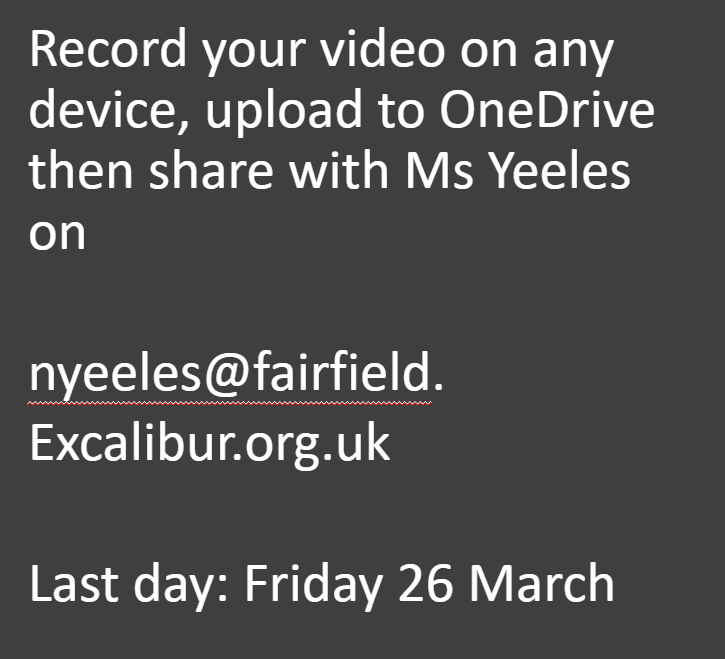 Record your video on any
device, upload to OneDrive
then share with Ms Yeeles
on
nyeeles@fairfield.
Excalibur.org.uk
Last day: Friday 26 March